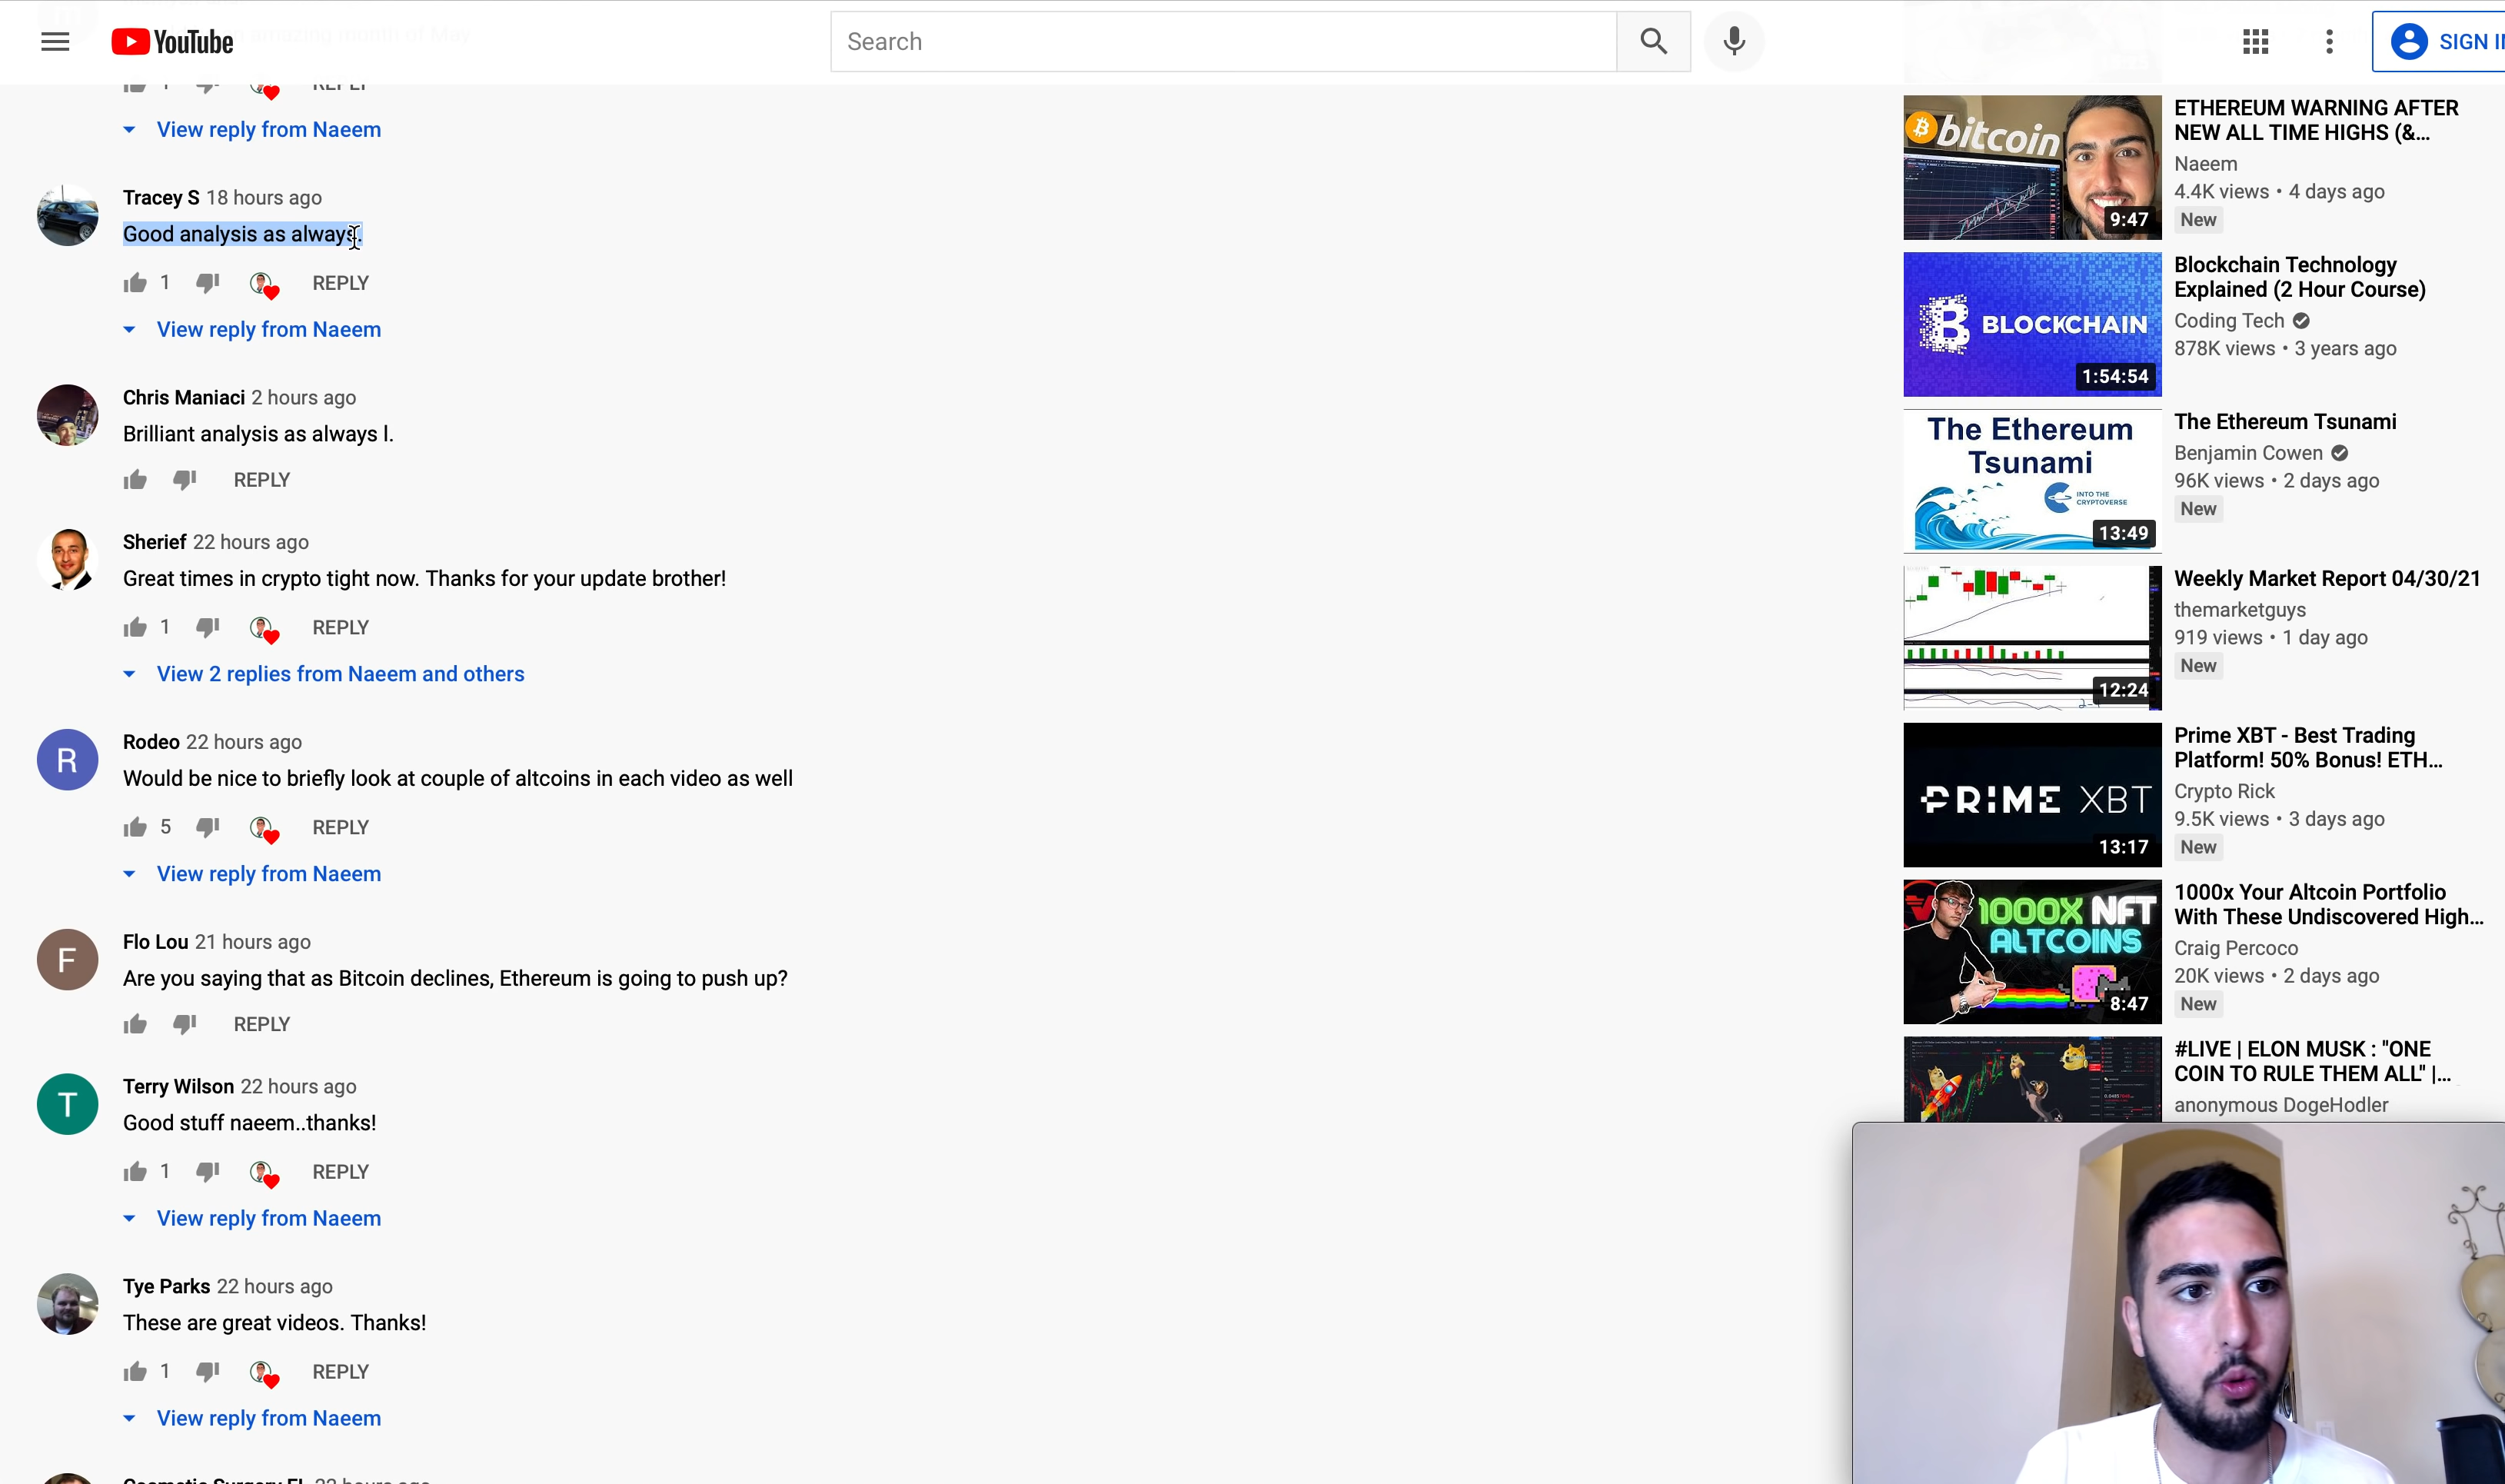 YouTube
Search
SIGN IN
REPLY
View reply from Naeem
Tracey S 18 hours ago
Good analysis as always.
1 REPLY
View reply from Naeem
Chris Maniaci 2 hours ago
Brilliant analysis as always l.
REPLY
Sherief 22 hours ago
Great times in crypto tight now. Thanks for your update brother!
1 REPLY
View 2 replies from Naeem and others
Rodeo 22 hours ago
Would be nice to briefly look at couple of altcoins in each video as well
5 REPLY
View reply from Naeem
Flo Lou 21 hours ago
Are you saying that as Bitcoin declines, Ethereum is going to push up?
REPLY
Terry Wilson 22 hours ago
Good stuff naeem..thanks!
1 REPLY
View reply from Naeem
Tye Parks 22 hours ago
These are great videos. Thanks!
1 REPLY
View reply from Naeem
R
F
T
bitcoin
9:47
ETHEREUM WARNING AFTER
NEW ALL TIME HIGHS (&...
Naeem
4.4K views • 4 days ago
New
BLOCKCHAIN
1:54:54
Blockchain Technology
Explained (2 Hour Course)
Coding Tech
878K views • 3 years ago
The Ethereum
Tsunami
INTO THE
CRYPTOVERSE
13:49
The Ethereum Tsunami
Benjamin Cowen
96K views • 2 days ago
New
12:24
Weekly Market Report 04/30/21
themarketguys
919 views • 1 day ago
New
PRIME XBT
13:17
Prime XBT - Best Trading
Platform! 50% Bonus! ETH...
Crypto Rick
9.5K views • 3 days ago
New
1000X NFT
ALTCOINS
8:47
1000x Your Altcoin Portfolio
With These Undiscovered High...
Craig Percoco
20K views • 2 days ago
New
#LIVE | ELON MUSK : "ONE
COIN TO RULE THEM ALL" |...
anonymous DogeHodler